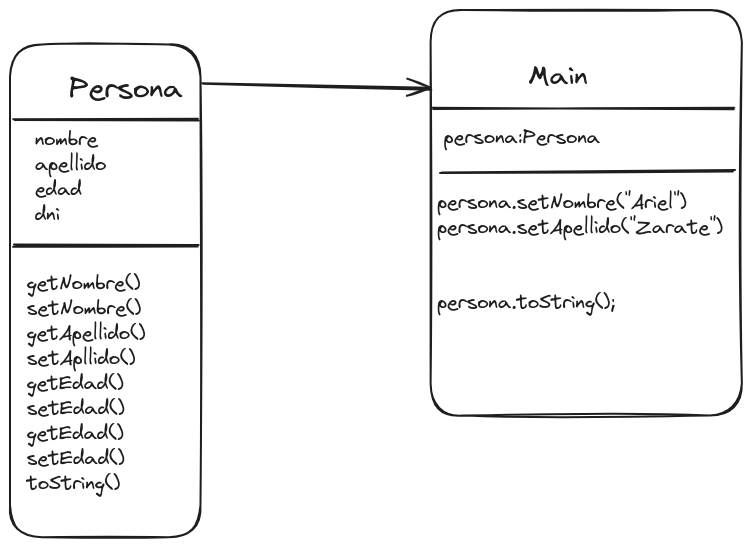 Persona
nombre
apellido
edad
dni
getNombre()
setNombre()
getApellido()
setApllido()
getEdad()
setEdad()
getEdad()
setEdad()
toString()
Main
persona:Persona
persona.setNombre("Ariel")
persona.setApellido("Zarate")
persona.toString();